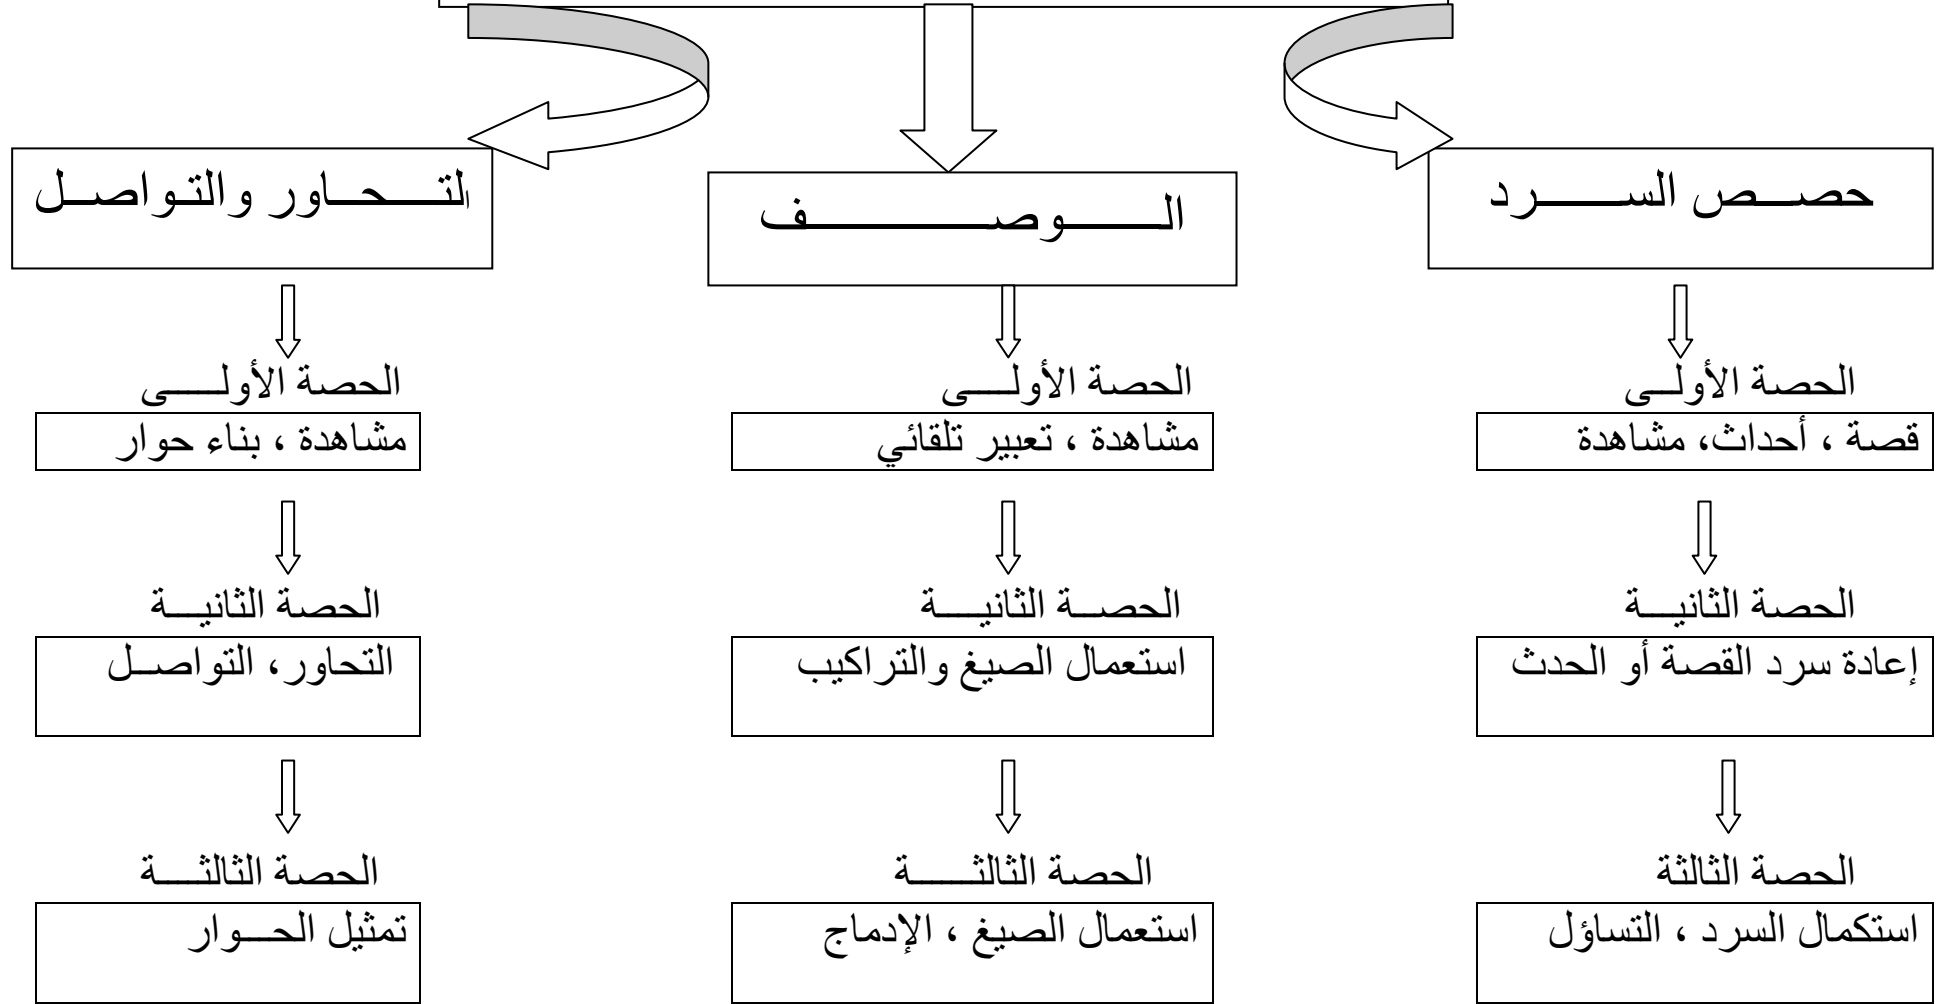 حصص السرد
الحصة الأولى
قصة ، أحداث، مشاهدة
الحصة الثانية
إعادة سرد القصة أو الحدث
الحصة الثالثة
استكمال السرد ، التساؤل
الوصف
الحصة الأولى
مشاهدة ، تعبير تلقائي
الحصة الثانية
استعمال الصيغ والتراكيب
الحصة الثالثة
استعمال الصيغ ، الإدماج
التحاور والتواصل
الحصة الأولى
مشاهدة ، بناء حوار
الحصة الثانية
التحاور، التواصل
الحصة الثالثة
تمثيل الحوار